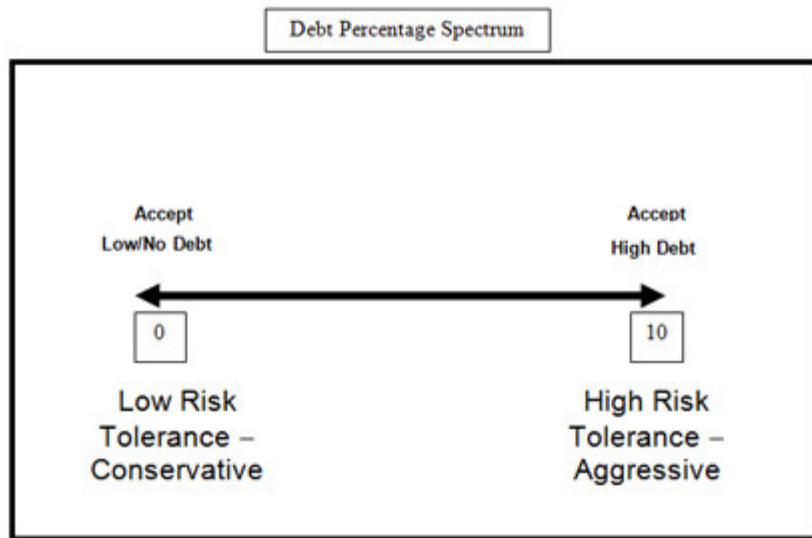 Debt Percentage Spectrum
Accept
Low/No Debt
Accept
High Debt
0
10
Low Risk
Tolerance –
Conservative
High Risk
Tolerance –
Aggressive